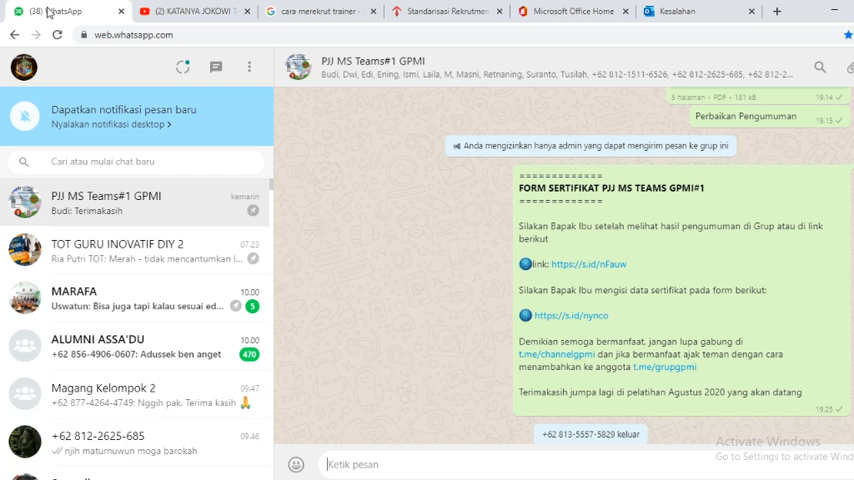 (38) WhatsApp
(2) KATANYA JOKOWI T
cara merekrut trainer -
Standarisasi Rekrutmen
Microsoft Office Home
Kesalahan
web.whatsapp.com
PJJ MS Teams#1 GPMI
Budi, Dwi, Edi, Ening, Ismi, Laila, M, Masni, Retnaning, Suranto, Tusilah, +62 812-1511-6526, +62 812-2625-685, +62 812-2...
Dapatkan notifikasi pesan baru
Nyalakan notifikasi desktop >
Cari atau mulai chat baru
PJJ MS Teams#1 GPMI
kemarin
Budi: Terimakasih
TOT GURU INOVATIF DIY 2
07.23
Ria Putri TOT: Merah - tidak mencantumkan l...
MARAFA
10.00
Uswatun: Bisa juga tapi kalau sesuai ed...
5
ALUMNI ASSA'DU
10.00
+62 856-4906-0607: Adussek ben anget
470
Magang Kelompok 2
09.47
+62 877-4264-4749: Nggih pak. Terima kasih 🙏
+62 812-2625-685
09.46
njih maturnuwun moga barokah
5 halaman • PDF • 181 kB
19.14
Perbaikan Pengumuman
19.15
Anda mengizinkan hanya admin yang dapat mengirim pesan ke grup ini
=============
FORM SERTIFIKAT PJJ MS TEAMS GPMI#1
=============
Silakan Bapak Ibu setelah melihat hasil pengumuman di Grup atau di link
berikut
🌐link: https://s.id/nFauw
Silakan Bapak Ibu mengisi data sertifikat pada form berikut:
🌐 https://s.id/nynco
Demikian semoga bermanfaat, jangan lupa gabung di
t.me/channelgpmi dan jika bermanfaat ajak teman dengan cara
menambahkan ke anggota t.me/grupgpmi
Terimakasih jumpa lagi di pelatihan Agustus 2020 yang akan datang
19.25
+62 813-5557-5829 keluar
Ketik pesan
Activate Windows
Go to Settings to activate Wind